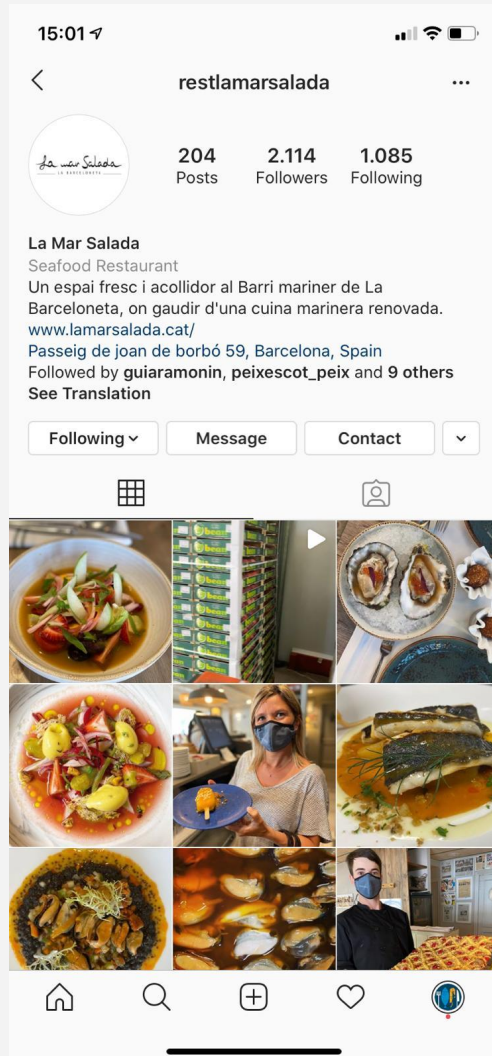 15:01
restlamarsalada
La mar Salada
LA BARCELONETA
204
2.114
1.085
Posts
Followers
Following
La Mar Salada
Seafood Restaurant
Un espai fresc i acollidor al Barri mariner de La
Barceloneta, on gaudir d'una cuina marinera renovada.
www.lamarsalada.cat/
Passeig de joan de borbó 59, Barcelona, Spain
Followed by guiaramonin, peixescot_peix and 9 others
See Translation
Following
Message
Contact